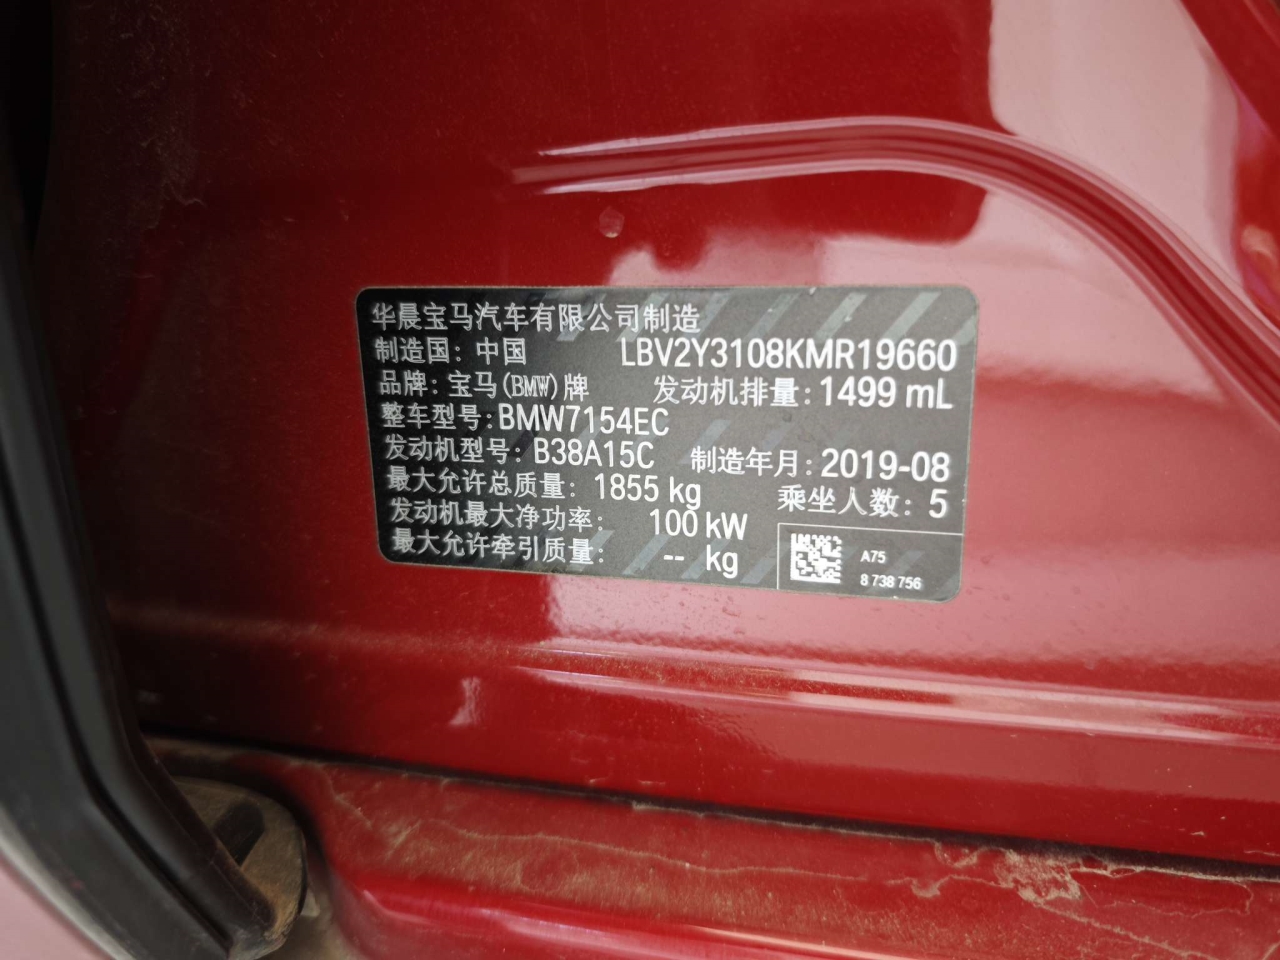 华晨宝马汽车有限公司制造
制造国：中国 LBV2Y3108KMR19660
品牌：宝马(BMW)牌 发动机排量：1499 mL
整车型号：BMW7154EC
发动机型号：B38A15C 制造年月：2019-08
最大允许总质量：1855 kg 乘坐人数：5
发动机最大净功率：100 kW
最大允许牵引质量：-- kg
A75
8 738 756